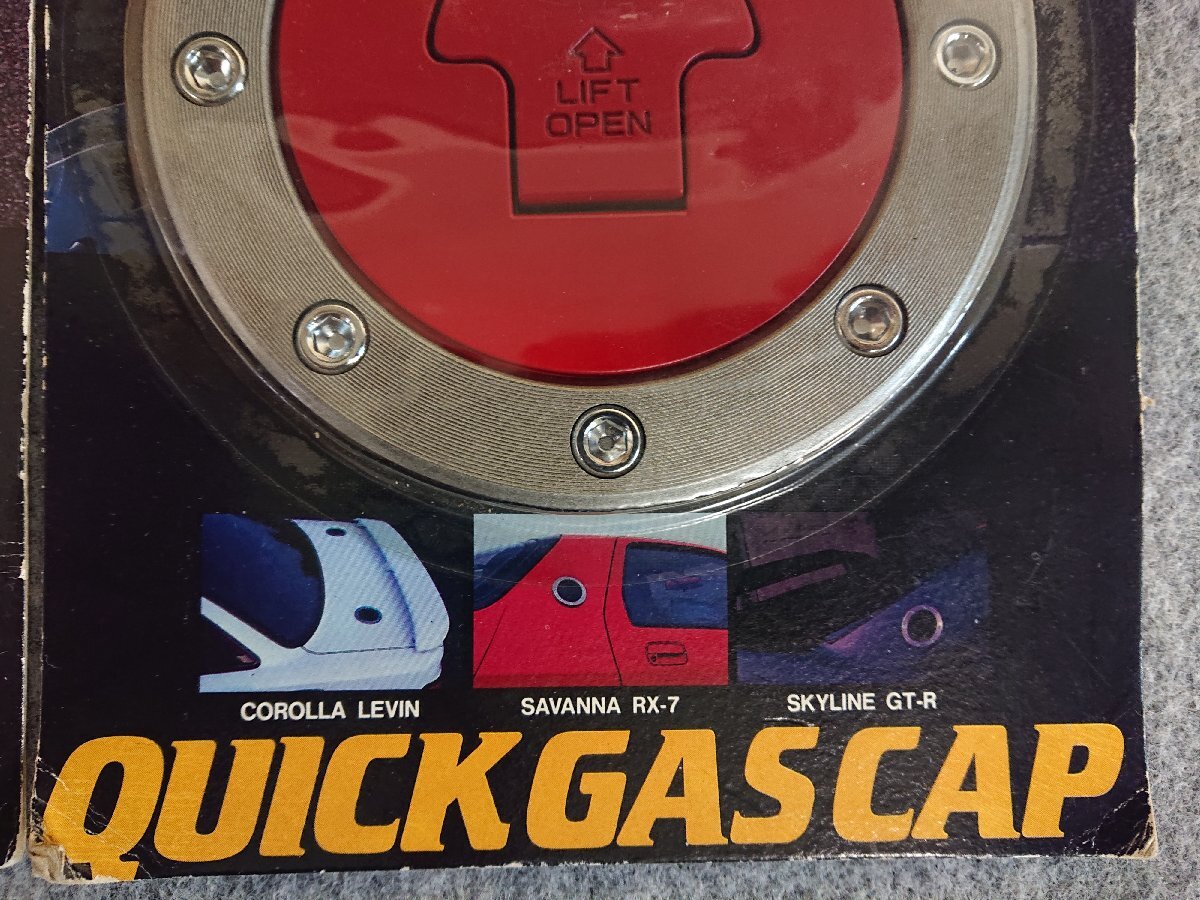 LIFT
OPEN
COROLLA LEVIN
SAVANNA RX-7
SKYLINE GT-R
QUICK GAS CAP